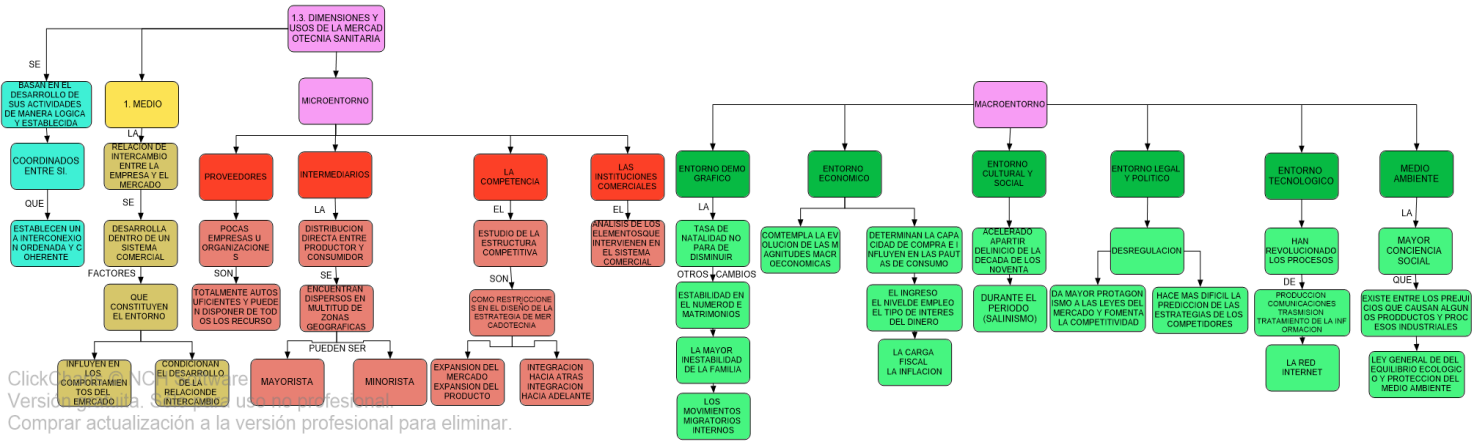 1.3. DIMENSIONES Y
USOS DE LA MERCAD
OTECNIA SANITARIA
SE
BASAN EN EL
DESARROLLO DE
SUS ACTIVIDADES
DE MANERA LOGICA
Y ESTABLECIDA
COORDINADOS
ENTRE SI.
QUE
ESTABLECEN UN
A INTERCONEXIO
N ORDENADA Y C
OHERENTE
1. MEDIO
LA
RELACION DE
INTERCAMBIO
ENTRE LA
EMPRESA Y EL
MERCADO
SE
DESARROLLA
DENTRO DE UN
SISTEMA
COMERCIAL
FACTORES
QUE
CONSTITUYEN
EL ENTORNO
INFLUYEN EN
LOS
COMPORTAMIEN
TOS DEL
EMRCADO
CONDICIONAN
EL DESARROLLO
DE LA
RELACIONDE
INTERCAMBIO
MICROENTORNO
PROVEEDORES
POCAS
EMPRESAS U
ORGANIZACIONE
S
SON
TOTALMENTE AUTOS
UFICIENTES Y PUEDE
N DISPONER DE TOD
OS LOS RECURSO
INTERMEDIARIOS
LA
DISTRIBUCION
DIRECTA ENTRE
PRODUCTOR Y
CONSUMIDOR
SE
ENCUENTRAN
DISPERSOS EN
MULTITUD DE
ZONAS
GEOGRAFICAS
PUEDEN SER
MAYORISTA
MINORISTA
LA
COMPETENCIA
EL
ESTUDIO DE LA
ESTRUCTURA
COMPETITIVA
SON
COMO RESTRICCIONE
S EN EL DISEÑO DE LA
ESTRATEGIA DE MER
CADOTECNIA
EXPANSION DEL
MERCADO
EXPANSION DEL
PRODUCTO
INTEGRACION
HACIA ATRAS
INTEGRACION
HACIA ADELANTE
LAS
INSTITUCIONES
COMERCIALES
EL
ANALISIS DE LOS
ELEMENTOSQUE
INTERVIENEN EN
EL SISTEMA
COMERCIAL
MACROENTORNO
ENTORNO DEMO
GRAFICO
LA
TASA DE
NATALIDAD NO
PARA DE
DISMINUIR
OTROS CAMBIOS
ESTABILIDAD EN
EL NUMEROD E
MATRIMONIOS
LA MAYOR
INESTABILIDAD
DE LA FAMILIA
LOS
MOVIMIENTOS
MIGRATORIOS
INTERNOS
ENTORNO
ECONOMICO
COMTEMPLA LA EV
OLUCION DE LAS M
AGNITUDES MACR
OECONOMICAS
DETERMINAN LA CAPA
CIDAD DE COMPRA E I
NFLUYEN EN LAS PAUT
AS DE CONSUMO
EL INGRESO
EL NIVELDE EMPLEO
EL TIPO DE INTERES
DEL DINERO
LA CARGA
FISCAL
LA INFLACION
ENTORNO
CULTURAL Y
SOCIAL
ACELERADO
APARTIR
DELINICIO DE LA
DECADA DE LOS
NOVENTA
DURANTE EL
PERIODO
(SALINISMO)
ENTORNO LEGAL
Y POLITICO
DESREGULACION
DA MAYOR PROTAGON
ISMO A LAS LEYES DEL
MERCADO Y FOMENTA
LA COMPETITIVIDAD
HACE MAS DIFICIL LA
PREDICCION DE LAS
ESTRATEGIAS DE LOS
COMPETIDORES
ENTORNO
TECNOLOGICO
HAN
REVOLUCIONADO
LOS PROCESOS
DE
PRODUCCION
COMUNICACIONES
TRASMISION
TRATAMIENTO DE LA INF
ORMACION
LA RED
INTERNET
MEDIO
AMBIENTE
LA
MAYOR
CONCIENCIA
SOCIAL
QUE
EXISTE ENTRE LOS PREJUI
CIOS QUE CAUSAN ALGUN
OS PRODUCTOS Y PROC
ESOS INDUSTRIALES
LEY GENERAL DE DEL
EQUILIBRIO ECOLOGIC
O Y PROTECCION DEL
MEDIO AMBIENTE
NCH Software
Versión gratuita. uso no profesional.
Comprar actualización a la versión profesional para eliminar.